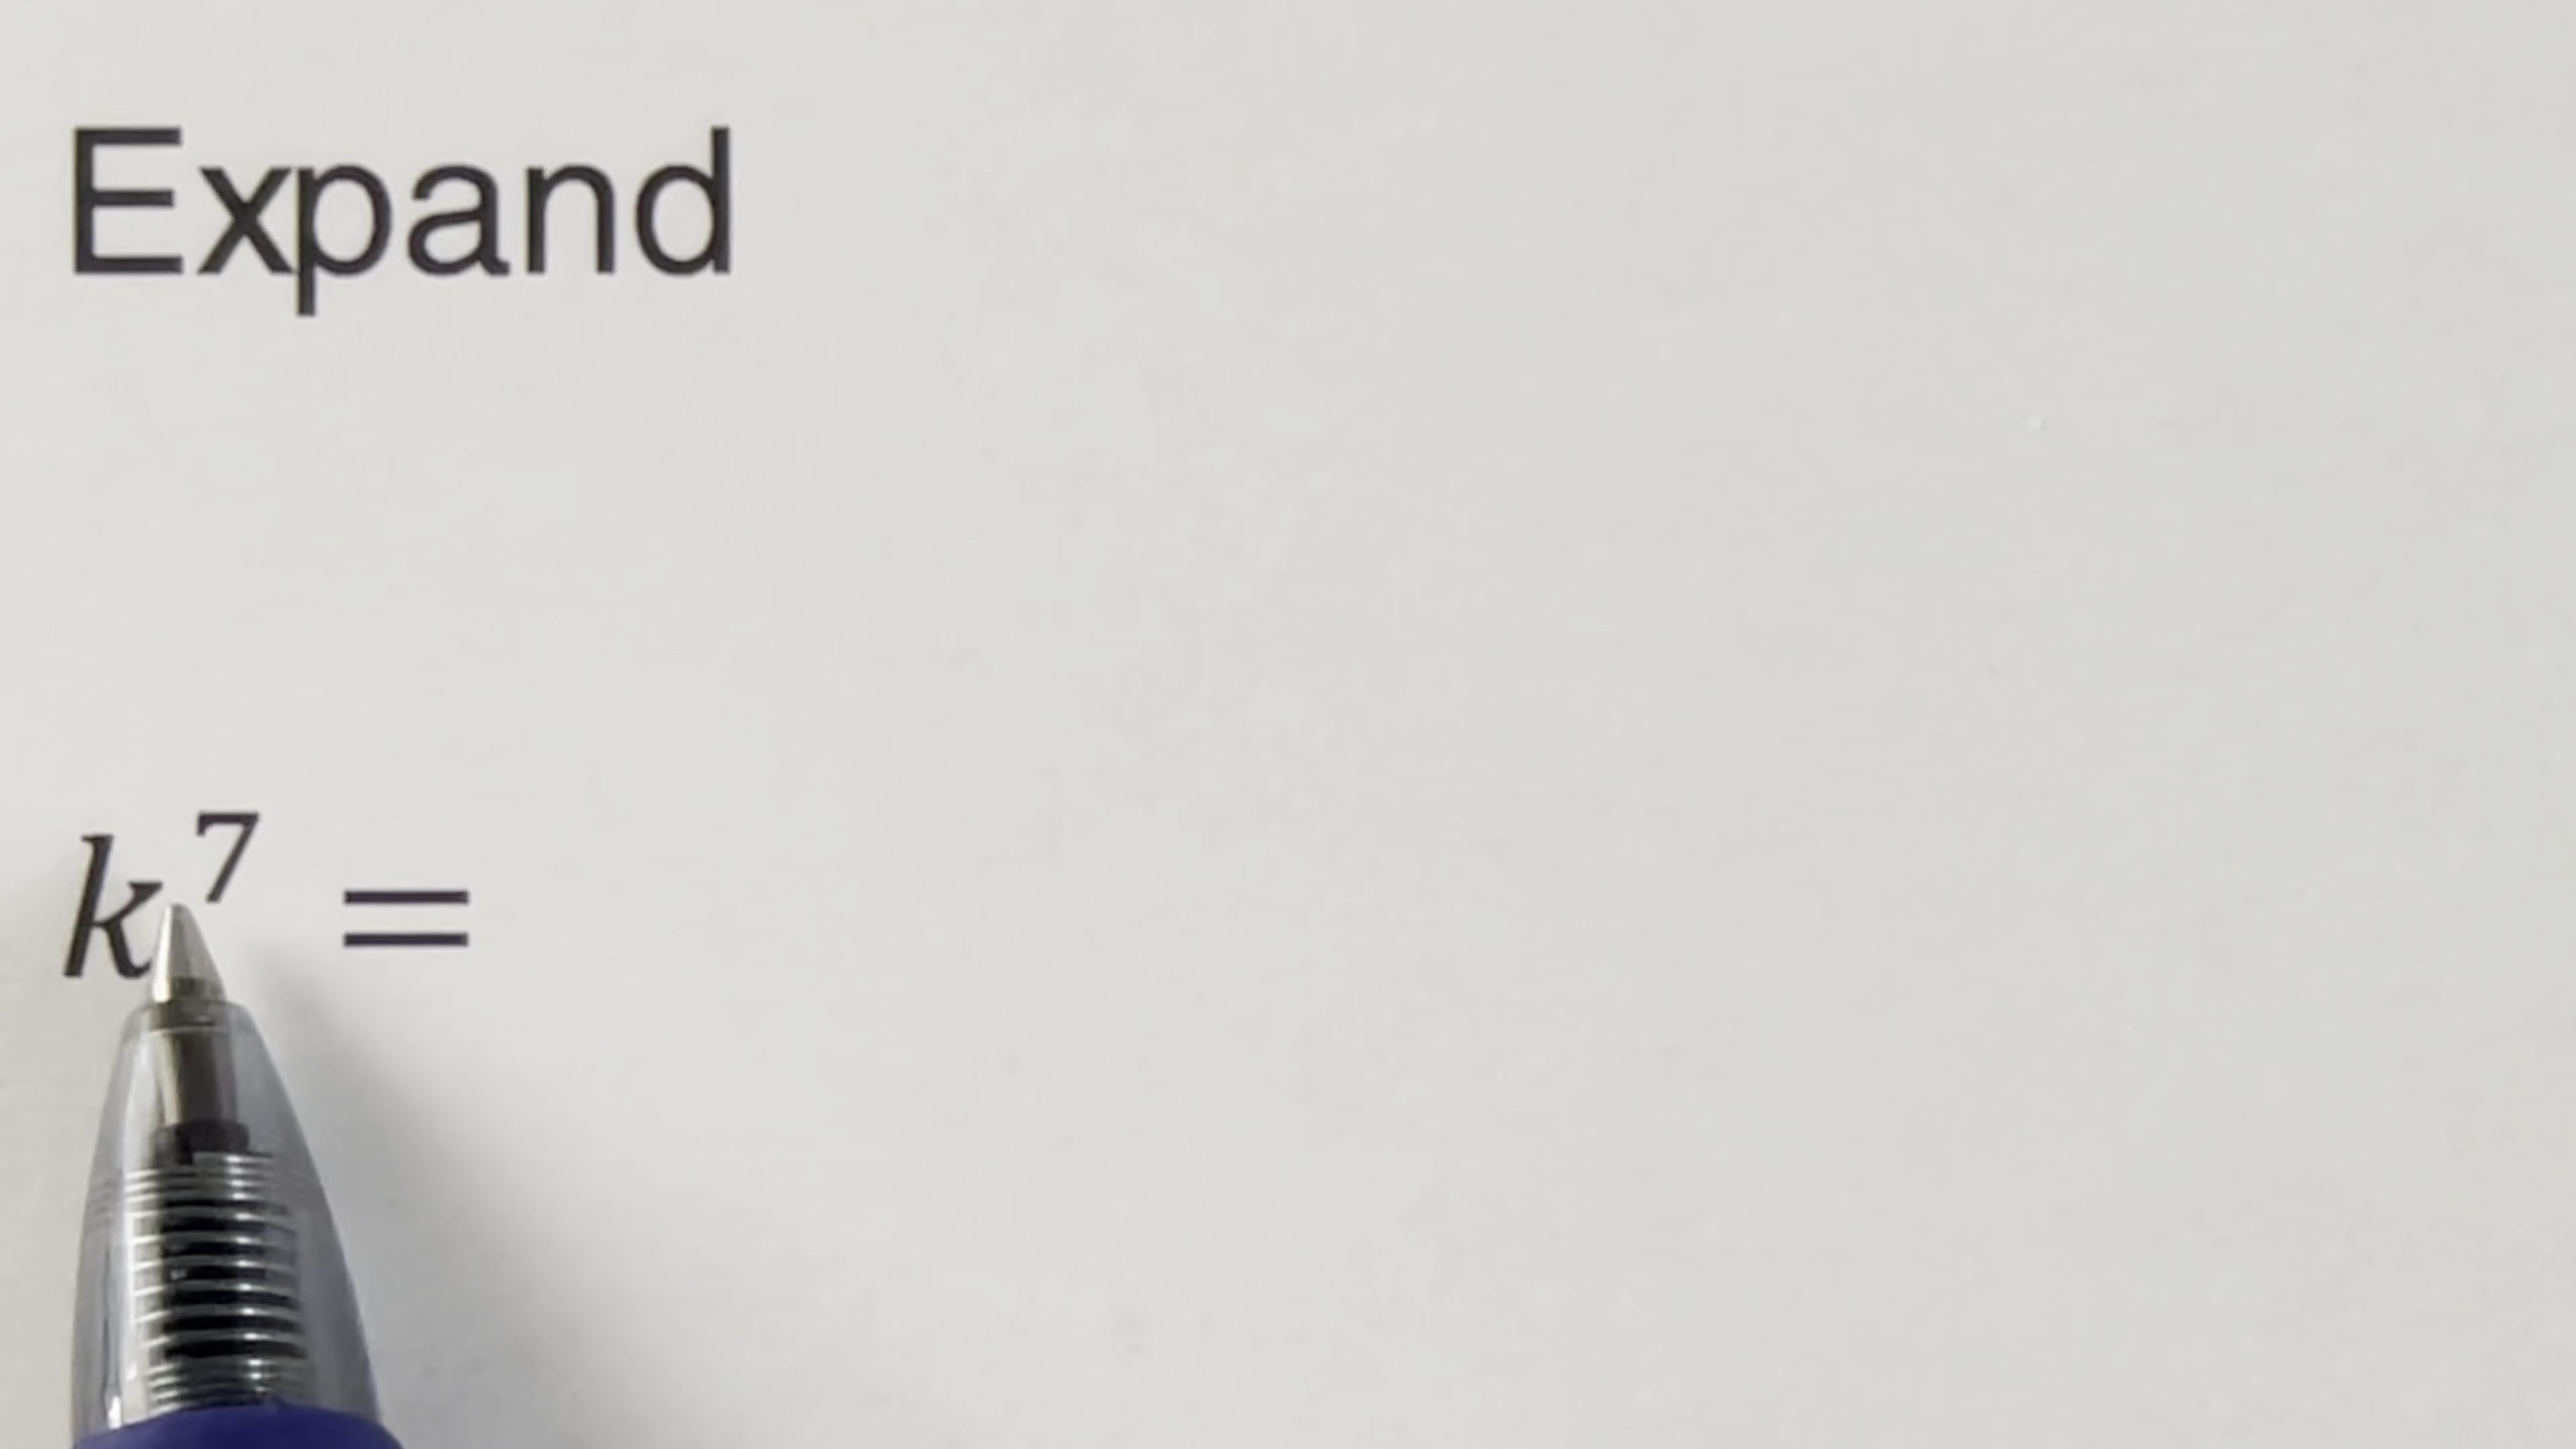 Expand
k⁷ =